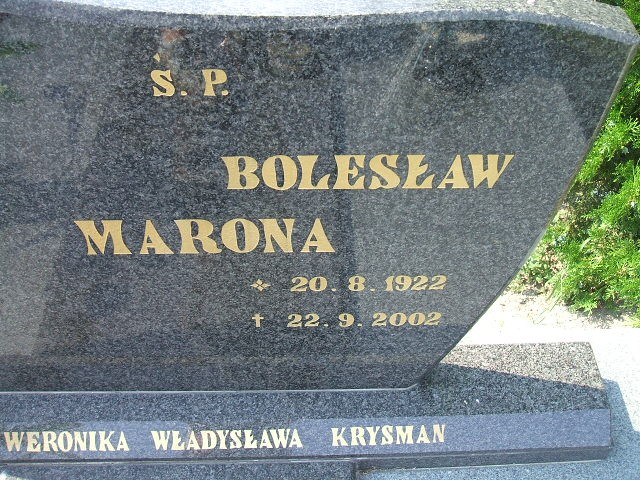 Ś. P.
BOLESŁAW
MARONA
20. 8. 1922
† 22. 9. 2002
WERONIKA WŁADYSŁAWA KRYSMAN